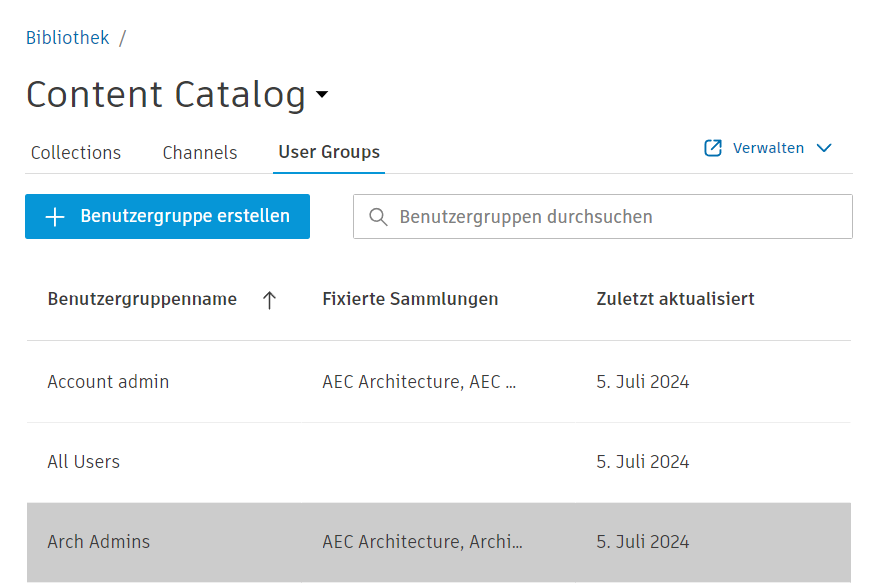 Bibliothek /
Content Catalog
Collections Channels User Groups Verwalten
Benutzergruppe erstellen Benutzergruppen durchsuchen
Benutzergruppenname Fixierte Sammlungen Zuletzt aktualisiert
Account admin AEC Architecture, AEC ... 5. Juli 2024
All Users 5. Juli 2024
Arch Admins AEC Architecture, Archi... 5. Juli 2024